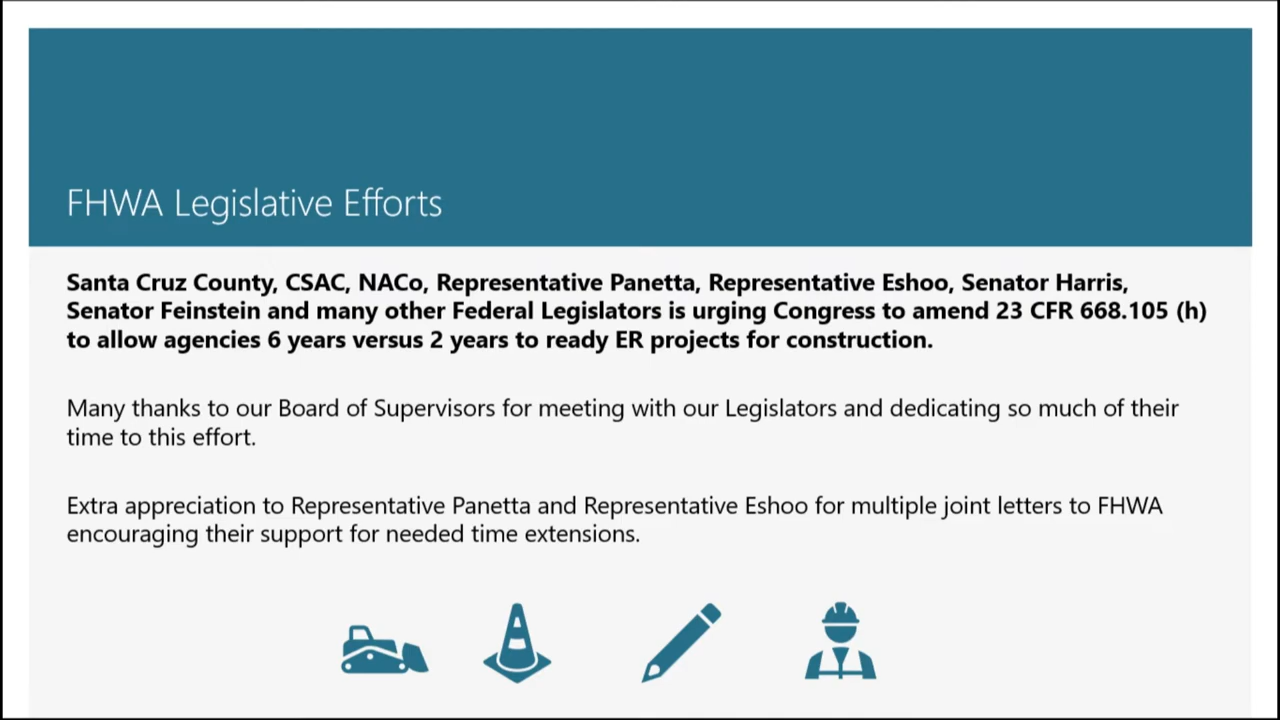 FHWA Legislative Efforts
Santa Cruz County, CSAC, NACo, Representative Panetta, Representative Eshoo, Senator Harris,
Senator Feinstein and many other Federal Legislators is urging Congress to amend 23 CFR 668.105 (h)
to allow agencies 6 years versus 2 years to ready ER projects for construction.
Many thanks to our Board of Supervisors for meeting with our Legislators and dedicating so much of their
time to this effort.
Extra appreciation to Representative Panetta and Representative Eshoo for multiple joint letters to FHWA
encouraging their support for needed time extensions.